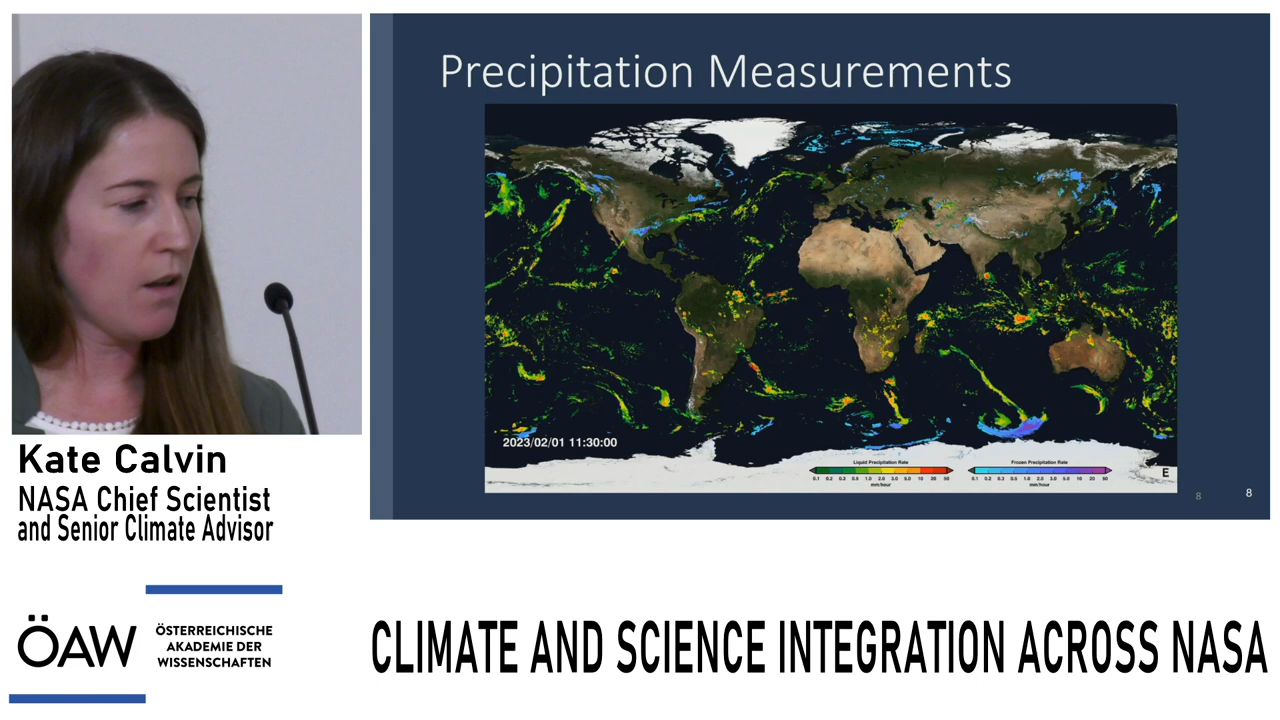 Precipitation Measurements
2023/02/01 11:30:00
Liquid Precipitation Rate
0.1 0.2 0.3 0.5 1.0 2.0 3.0 5.0 10 20 50
mm/hour
Frozen Precipitation Rate
0.1 0.2 0.3 0.5 1.0 2.0 3.0 5.0 10 20 50
mm/hour
E
8
8
Kate Calvin
NASA Chief Scientist
and Senior Climate Advisor
ÖAW
ÖSTERREICHISCHE
AKADEMIE DER
WISSENSCHAFTEN
CLIMATE AND SCIENCE INTEGRATION ACROSS NASA